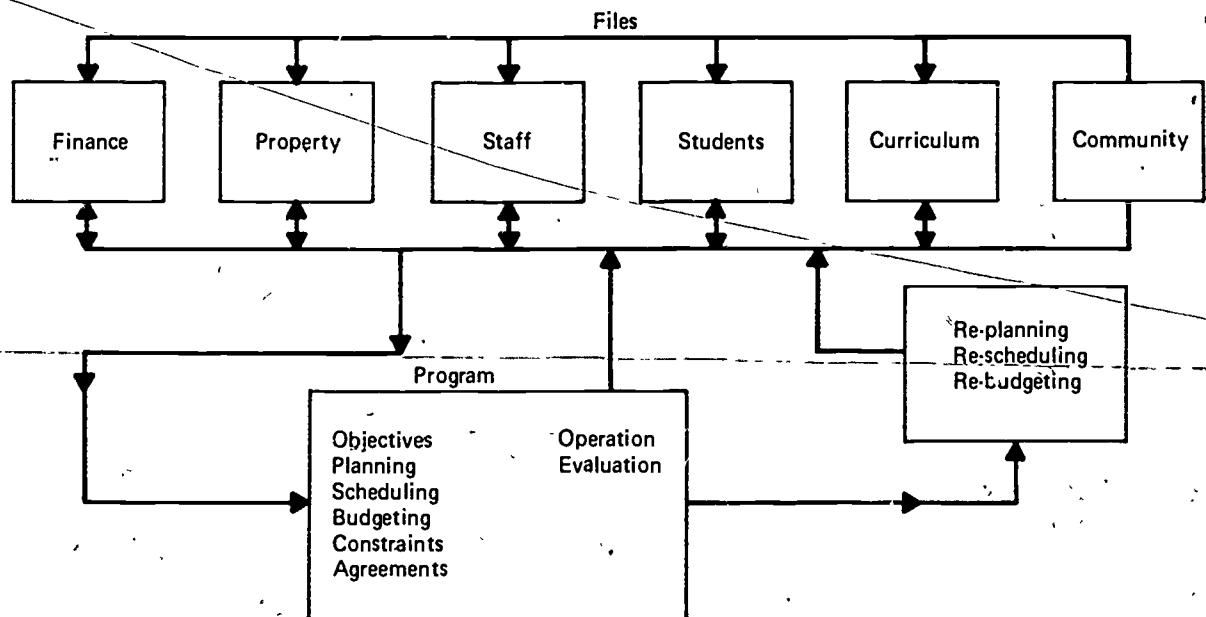 Files
Finance
Property
Staff
Students
Curriculum
Community
Re-planning
Re-scheduling
Re-budgeting
Program
Objectives
Planning
Scheduling
Budgeting
Constraints
Agreements
Operation
Evaluation